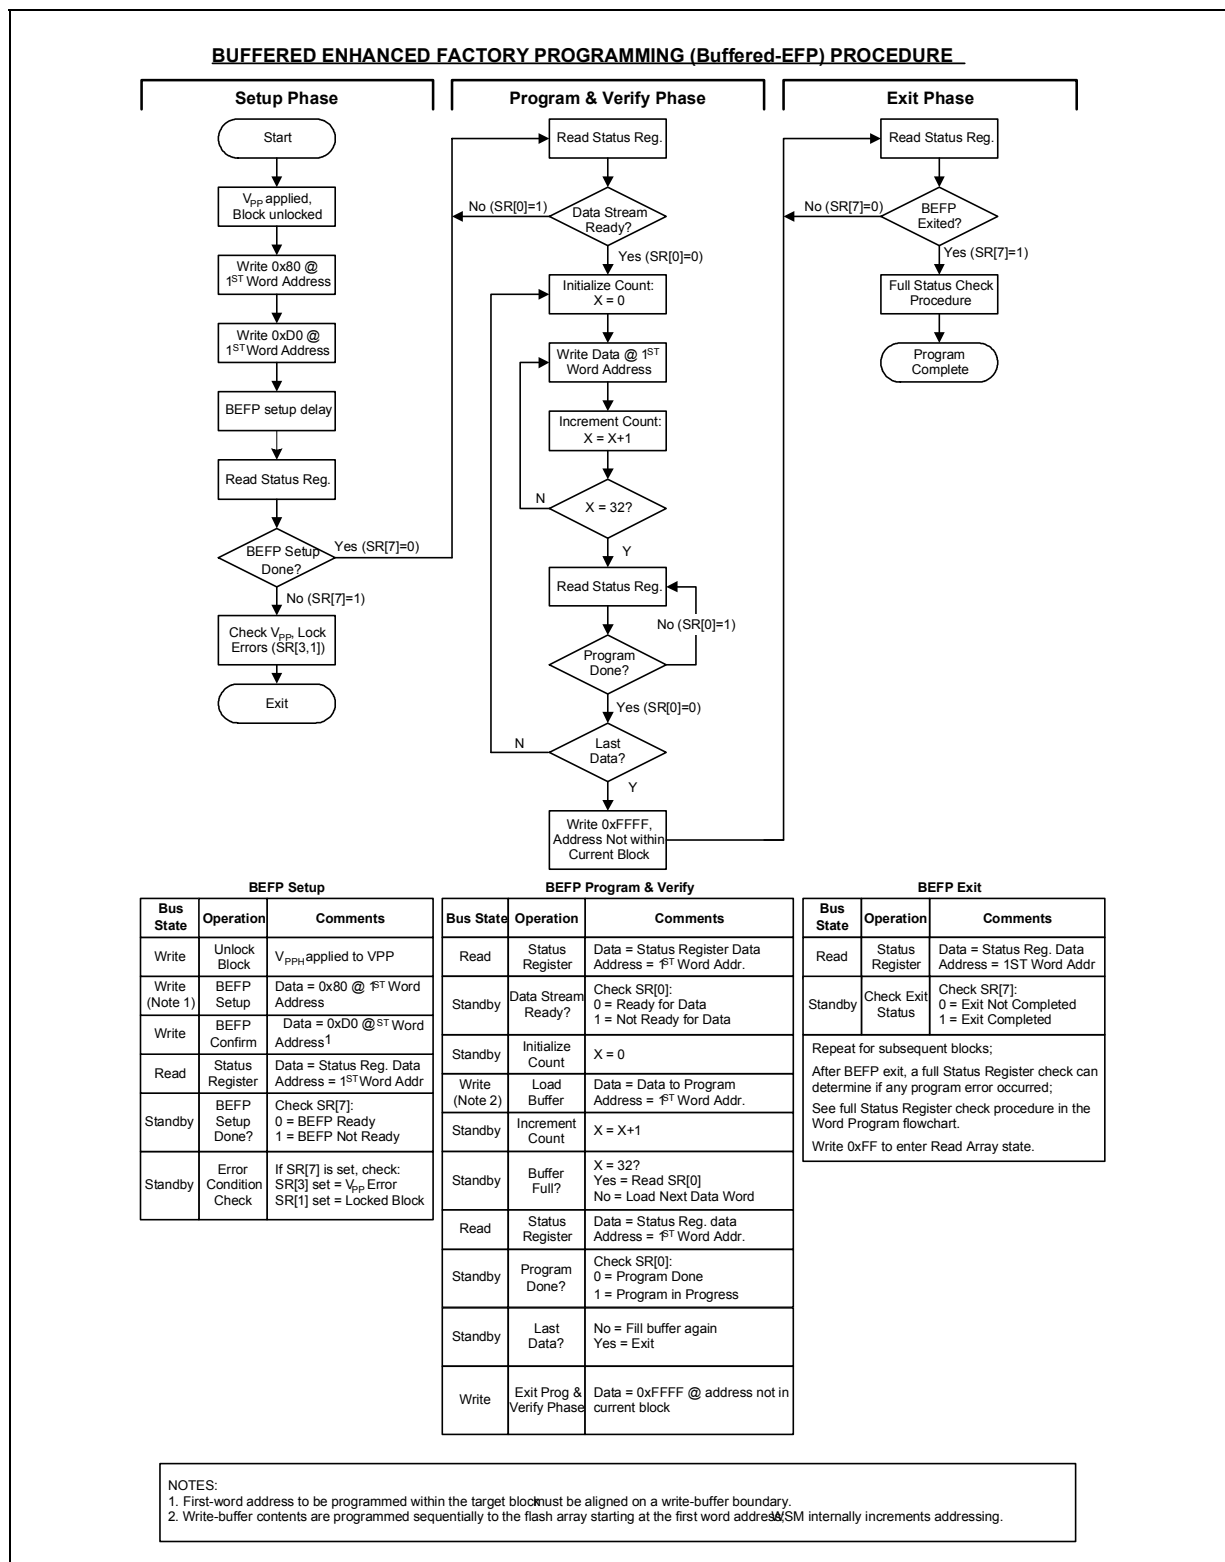 BUFFERED ENHANCED FACTORY PROGRAMMING (Buffered-EFP) PROCEDURE
Setup Phase
Start
VPP applied,
Block unlocked
Write 0x80 @
1ST Word Address
Write 0xD0 @
1ST Word Address
BEFP setup delay
Read Status Reg.
BEFP Setup
Done?
Yes (SR[7]=0)
No (SR[7]=1)
Check VPP, Lock
Errors (SR[3,1])
Exit
Program & Verify Phase
Read Status Reg.
No (SR[0]=1)
Data Stream
Ready?
Yes (SR[0]=0)
Initialize Count:
X = 0
Write Data @ 1ST
Word Address
Increment Count:
X = X+1
N
X = 32?
Y
Read Status Reg.
No (SR[0]=1)
Program
Done?
Yes (SR[0]=0)
N
Last
Data?
Y
Write 0xFFFF,
Address Not within
Current Block
Exit Phase
Read Status Reg.
No (SR[7]=0)
BEFP
Exited?
Yes (SR[7]=1)
Full Status Check
Procedure
Program
Complete
BEFP Setup
Bus State Operation Comments
Write Unlock Block VPPH applied to VPP
Write (Note 1) BEFP Setup Data = 0x80 @ 1ST Word Address
Write BEFP Confirm Data = 0xD0 @ ST Word Address1
Read Status Register Data = Status Reg. Data Address = 1ST Word Addr
Standby BEFP Setup Done? Check SR[7]:
0 = BEFP Ready
1 = BEFP Not Ready
Standby Error Condition Check If SR[7] is set, check:
SR[3] set = VPP Error
SR[1] set = Locked Block
BEFP Program & Verify
Bus State Operation Comments
Read Status Register Data = Status Register Data
Address = 1ST Word Addr.
Standby Data Stream Ready? Check SR[0]:
0 = Ready for Data
1 = Not Ready for Data
Standby Initialize Count X = 0
Write (Note 2) Load Buffer Data = Data to Program
Address = 1ST Word Addr.
Standby Increment Count X = X+1
Standby Buffer Full? X = 32?
Yes = Read SR[0]
No = Load Next Data Word
Read Status Register Data = Status Reg. data
Address = 1ST Word Addr.
Standby Program Done? Check SR[0]:
0 = Program Done
1 = Program in Progress
Standby Last Data? No = Fill buffer again
Yes = Exit
Write Exit Prog & Verify Phase Data = 0xFFFF @ address not in
current block
BEFP Exit
Bus State Operation Comments
Read Status Register Data = Status Reg. Data
Address = 1ST Word Addr
Standby Check Exit Status Check SR[7]:
0 = Exit Not Completed
1 = Exit Completed
Repeat for subsequent blocks;
After BEFP exit, a full Status Register check can
determine if any program error occurred;
See full Status Register check procedure in the
Word Program flowchart.
Write 0xFF to enter Read Array state.
NOTES:
1. First-word address to be programmed within the target block must be aligned on a write-buffer boundary.
2. Write-buffer contents are programmed sequentially to the flash array starting at the first word address; WSM internally increments addressing.